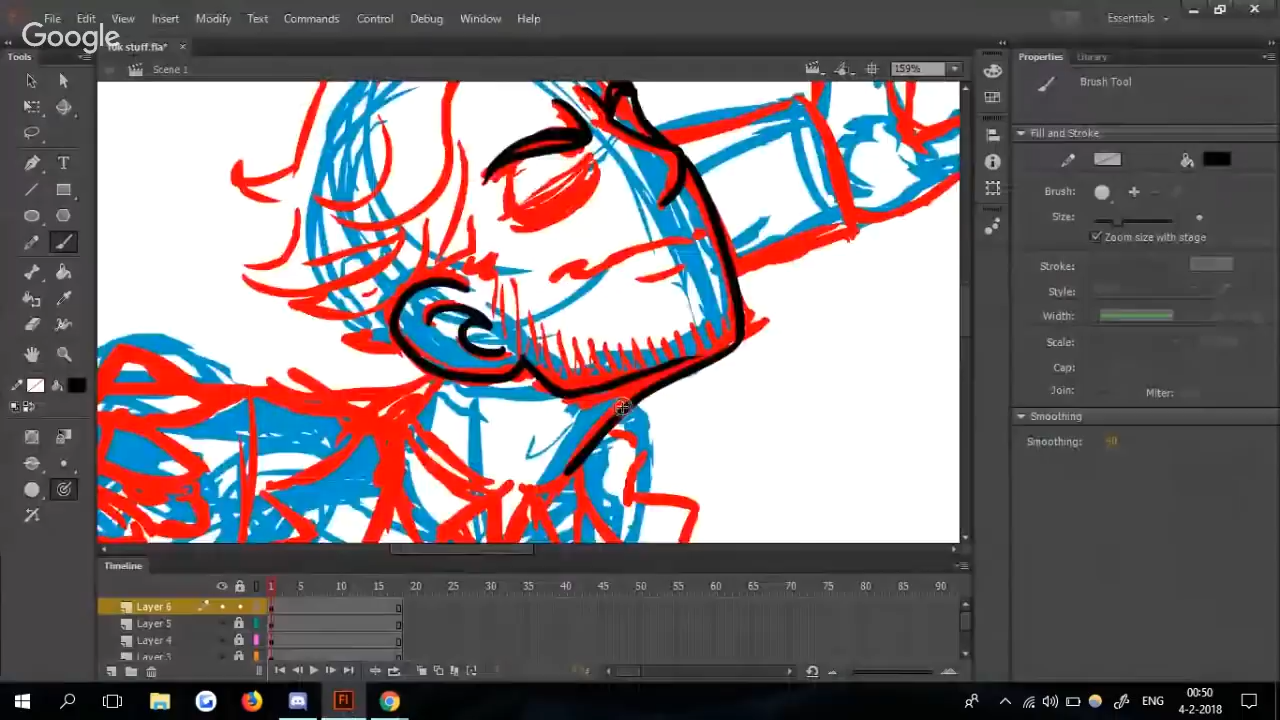 File Edit View Insert Modify Text Commands Control Debug Window Help Essentials
Google
stuff.fla* ×
Tools
Scene 1 159%
Properties Library
Brush Tool
Fill and Stroke
Brush:
Size:
Zoom size with stage
Stroke:
Style:
Width:
Scale:
Cap:
Join: Miter:
Smoothing
Smoothing:
Timeline
1 5 10 15 20 25 30 35 40 45 50 55 60 65 70 75 80 85 90
Layer 6
Layer 5
Layer 4
Layer 3
Fl ENG 00:50
4-2-2018